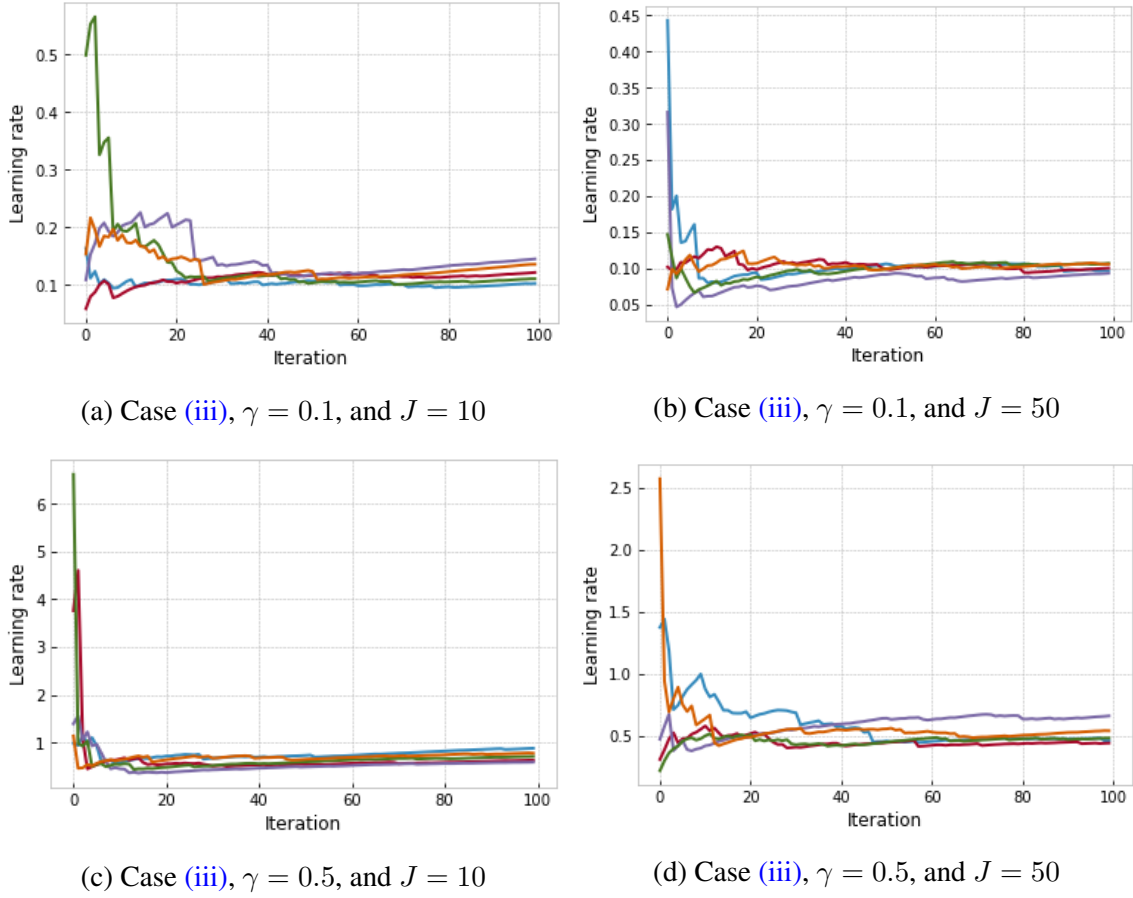 0.5
0.4
0.3
0.2
0.1
Learning rate
0 20 40 60 80 100
Iteration
0.45
0.40
0.35
0.30
0.25
0.20
0.15
0.10
0.05
Learning rate
0 20 40 60 80 100
Iteration
(a) Case (iii), γ = 0.1, and J = 10
(b) Case (iii), γ = 0.1, and J = 50
6
5
4
3
2
1
Learning rate
0 20 40 60 80 100
Iteration
2.5
2.0
1.5
1.0
0.5
Learning rate
0 20 40 60 80 100
Iteration
(c) Case (iii), γ = 0.5, and J = 10
(d) Case (iii), γ = 0.5, and J = 50